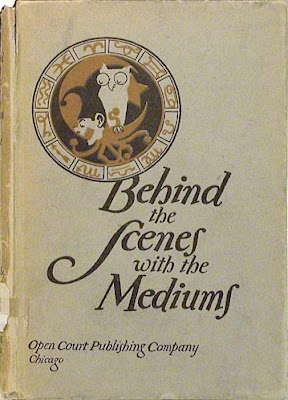 Behind
the
Scenes
with the
Mediums
Open Court Publishing Company
Chicago